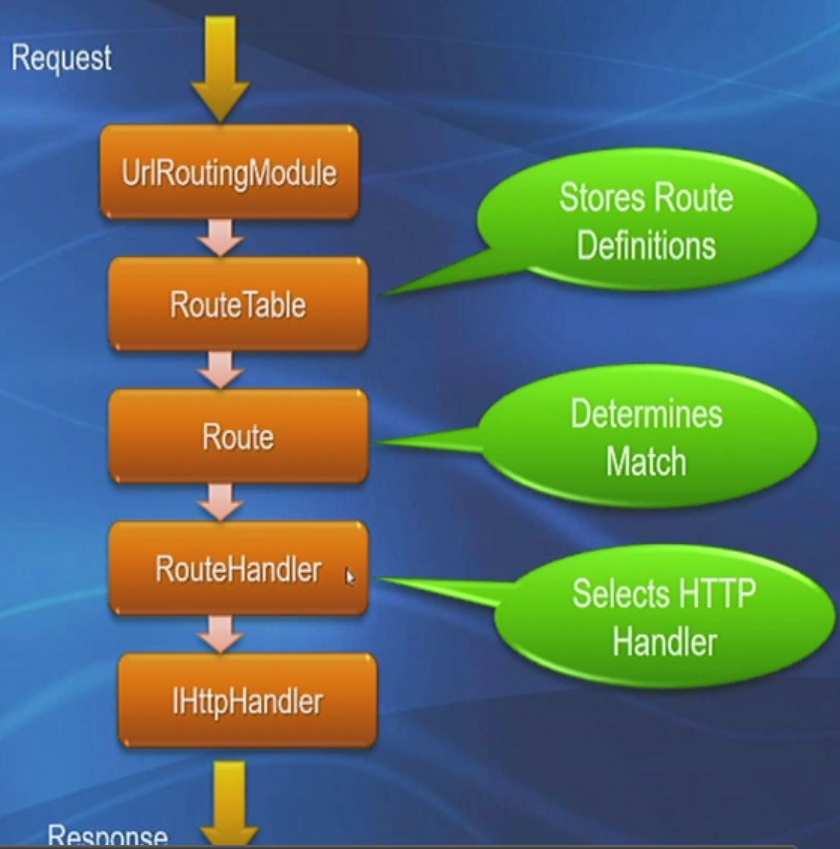 Request
UrlRoutingModule
Stores Route
Definitions
RouteTable
Determines
Match
Route
RouteHandler
Selects HTTP
Handler
IHttpHandler
Response